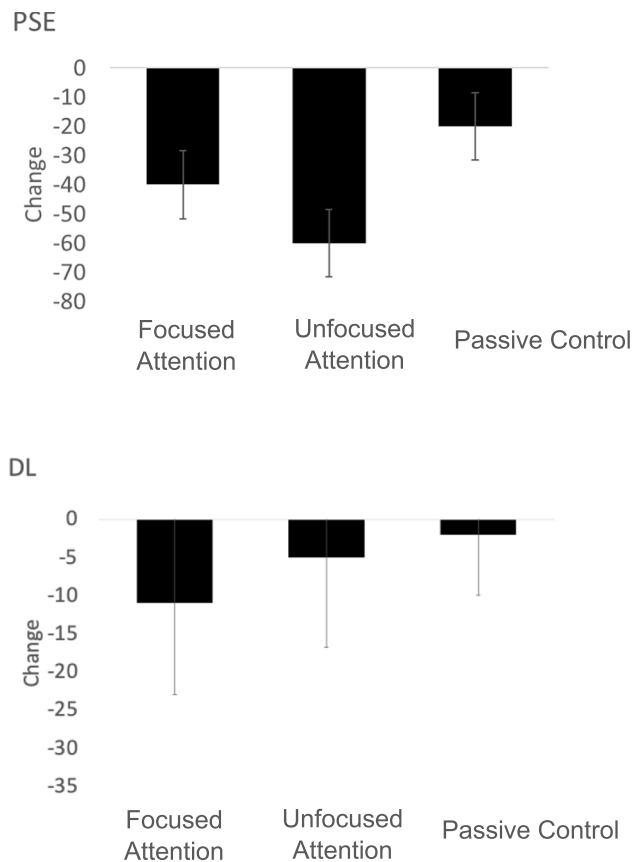 PSE
Change
0
-10
-20
-30
-40
-50
-60
-70
-80
Focused
Attention
Unfocused
Attention
Passive Control
DL
Change
0
-5
-10
-15
-20
-25
-30
-35
Focused
Attention
Unfocused
Attention
Passive Control